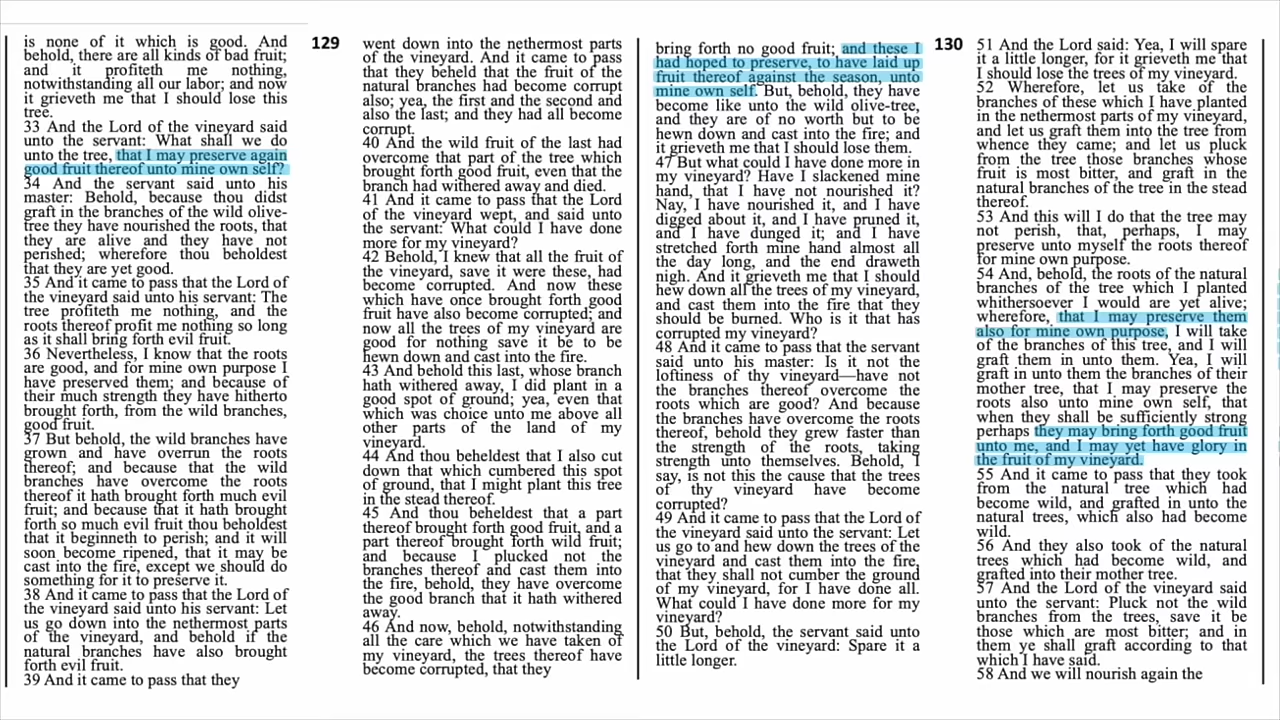 is none of it which is good. And
behold, there are all kinds of bad fruit;
and it profiteth me nothing,
notwithstanding all our labor; and now
it grieveth me that I should lose this
tree.
33 And the Lord of the vineyard said
unto the servant: What shall we do
unto the tree, that I may preserve again
good fruit thereof unto mine own self?
34 And the servant said unto his
master: Behold, because thou didst
graft in the branches of the wild olive-
tree they have nourished the roots, that
they are alive and they have not
perished; wherefore thou beholdest
that they are yet good.
35 And it came to pass that the Lord of
the vineyard said unto his servant: The
tree profiteth me nothing, and the
roots thereof profit me nothing so long
as it shall bring forth evil fruit.
36 Nevertheless, I know that the roots
are good, and for mine own purpose I
have preserved them; and because of
their much strength they have hitherto
brought forth, from the wild branches,
good fruit.
37 But behold, the wild branches have
grown and have overrun the roots
thereof; and because that the wild
branches have overcome the roots
thereof it hath brought forth much evil
fruit; and because that it hath brought
forth so much evil fruit thou beholdest
that it beginneth to perish; and it will
soon become ripened, that it may be
cast into the fire, except we should do
something for it to preserve it.
38 And it came to pass that the Lord of
the vineyard said unto his servant: Let
us go down into the nethermost parts
of the vineyard, and behold if the
natural branches have also brought
forth evil fruit.
39 And it came to pass that they
129
went down into the nethermost parts
of the vineyard. And it came to pass
that they beheld that the fruit of the
natural branches had become corrupt
also; yea, the first and the second and
also the last; and they had all become
corrupt.
40 And the wild fruit of the last had
overcome that part of the tree which
brought forth good fruit, even that the
branch had withered away and died.
41 And it came to pass that the Lord
of the vineyard wept, and said unto
the servant: What could I have done
more for my vineyard?
42 Behold, I knew that all the fruit of
the vineyard, save it were these, had
become corrupted. And now these
which have once brought forth good
fruit have also become corrupted; and
now all the trees of my vineyard are
good for nothing save it be to be
hewn down and cast into the fire.
43 And behold this last, whose branch
hath withered away, I did plant in a
good spot of ground; yea, even that
which was choice unto me above all
other parts of the land of my
vineyard.
44 And thou beheldest that I also cut
down that which cumbered this spot
of ground, that I might plant this tree
in the stead thereof.
45 And thou beheldest that a part
thereof brought forth good fruit, and a
part thereof brought forth wild fruit;
and because I plucked not the
branches thereof and cast them into
the fire, behold, they have overcome
the good branch that it hath withered
away.
46 And now, behold, notwithstanding
all the care which we have taken of
my vineyard, the trees thereof have
become corrupted, that they
bring forth no good fruit; and these I
had hoped to preserve, to have laid up
fruit thereof against the season, unto
mine own self. But, behold, they have
become like unto the wild olive-tree,
and they are of no worth but to be
hewn down and cast into the fire; and
it grieveth me that I should lose them.
47 But what could I have done more in
my vineyard? Have I slackened mine
hand, that I have not nourished it?
Nay, I have nourished it, and I have
digged about it, and I have pruned it,
and I have dunged it; and I have
stretched forth mine hand almost all
the day long, and the end draweth
nigh. And it grieveth me that I should
hew down all the trees of my vineyard,
and cast them into the fire that they
should be burned. Who is it that has
corrupted my vineyard?
48 And it came to pass that the servant
said unto his master: Is it not the
loftiness of thy vineyard—have not
the branches thereof overcome the
roots which are good? And because
the branches have overcome the roots
thereof, behold they grew faster than
the strength of the roots, taking
strength unto themselves. Behold, I
say, is not this the cause that the trees
of thy vineyard have become
corrupted?
49 And it came to pass that the Lord of
the vineyard said unto the servant: Let
us go to and hew down the trees of the
vineyard and cast them into the fire,
that they shall not cumber the ground
of my vineyard, for I have done all.
What could I have done more for my
vineyard?
50 But, behold, the servant said unto
the Lord of the vineyard: Spare it a
little longer.
130
51 And the Lord said: Yea, I will spare
it a little longer, for it grieveth me that
I should lose the trees of my vineyard.
52 Wherefore, let us take of the
branches of these which I have planted
in the nethermost parts of my vineyard,
and let us graft them into the tree from
whence they came; and let us pluck
from the tree those branches whose
fruit is most bitter, and graft in the
natural branches of the tree in the stead
thereof.
53 And this will I do that the tree may
not perish, that, perhaps, I may
preserve unto myself the roots thereof
for mine own purpose.
54 And, behold, the roots of the natural
branches of the tree which I planted
whithersoever I would are yet alive;
wherefore, that I may preserve them
also for mine own purpose, I will take
of the branches of this tree, and I will
graft them in unto them. Yea, I will
graft in unto them the branches of their
mother tree, that I may preserve the
roots also unto mine own self, that
when they shall be sufficiently strong
perhaps they may bring forth good fruit
unto me, and I may yet have glory in
the fruit of my vineyard.
55 And it came to pass that they took
from the natural tree which had
become wild, and grafted in unto the
natural trees, which also had become
wild.
56 And they also took of the natural
trees which had become wild, and
grafted into their mother tree.
57 And the Lord of the vineyard said
unto the servant: Pluck not the wild
branches from the trees, save it be
those which are most bitter; and in
them ye shall graft according to that
which I have said.
58 And we will nourish again the